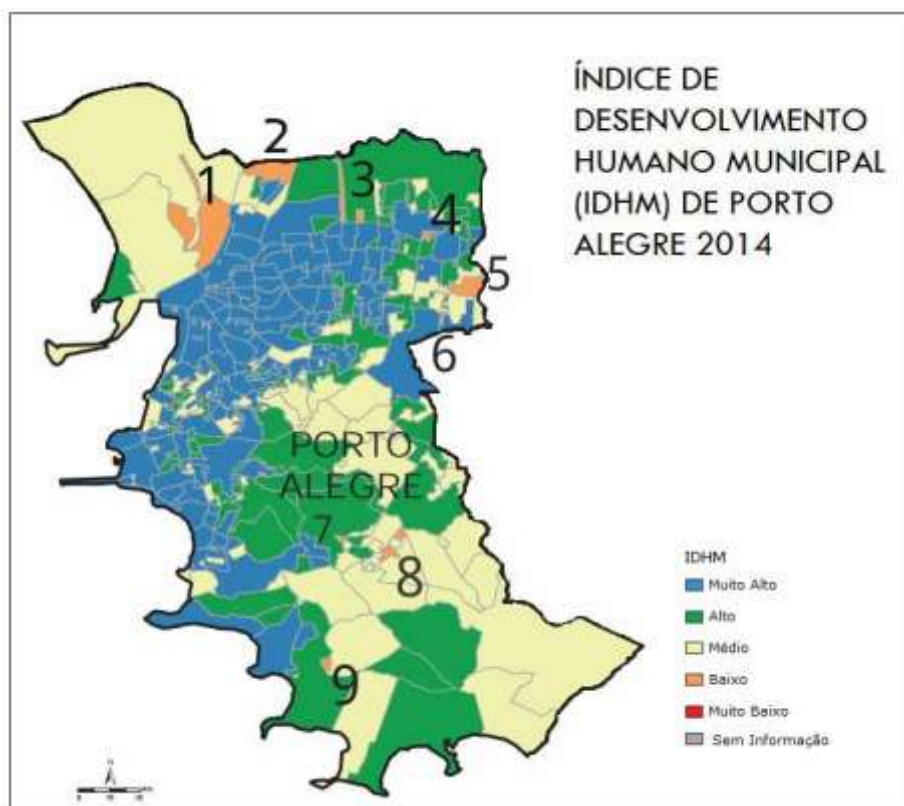 ÍNDICE DE
DESENVOLVIMENTO
HUMANO MUNICIPAL
(IDHM) DE PORTO
ALEGRE 2014
2
1
3
4
5
6
PORTO
ALEGRE
7
8
9
IDHM
Muito Alto
Alto
Médio
Baixo
Muito Baixo
Sem Informação